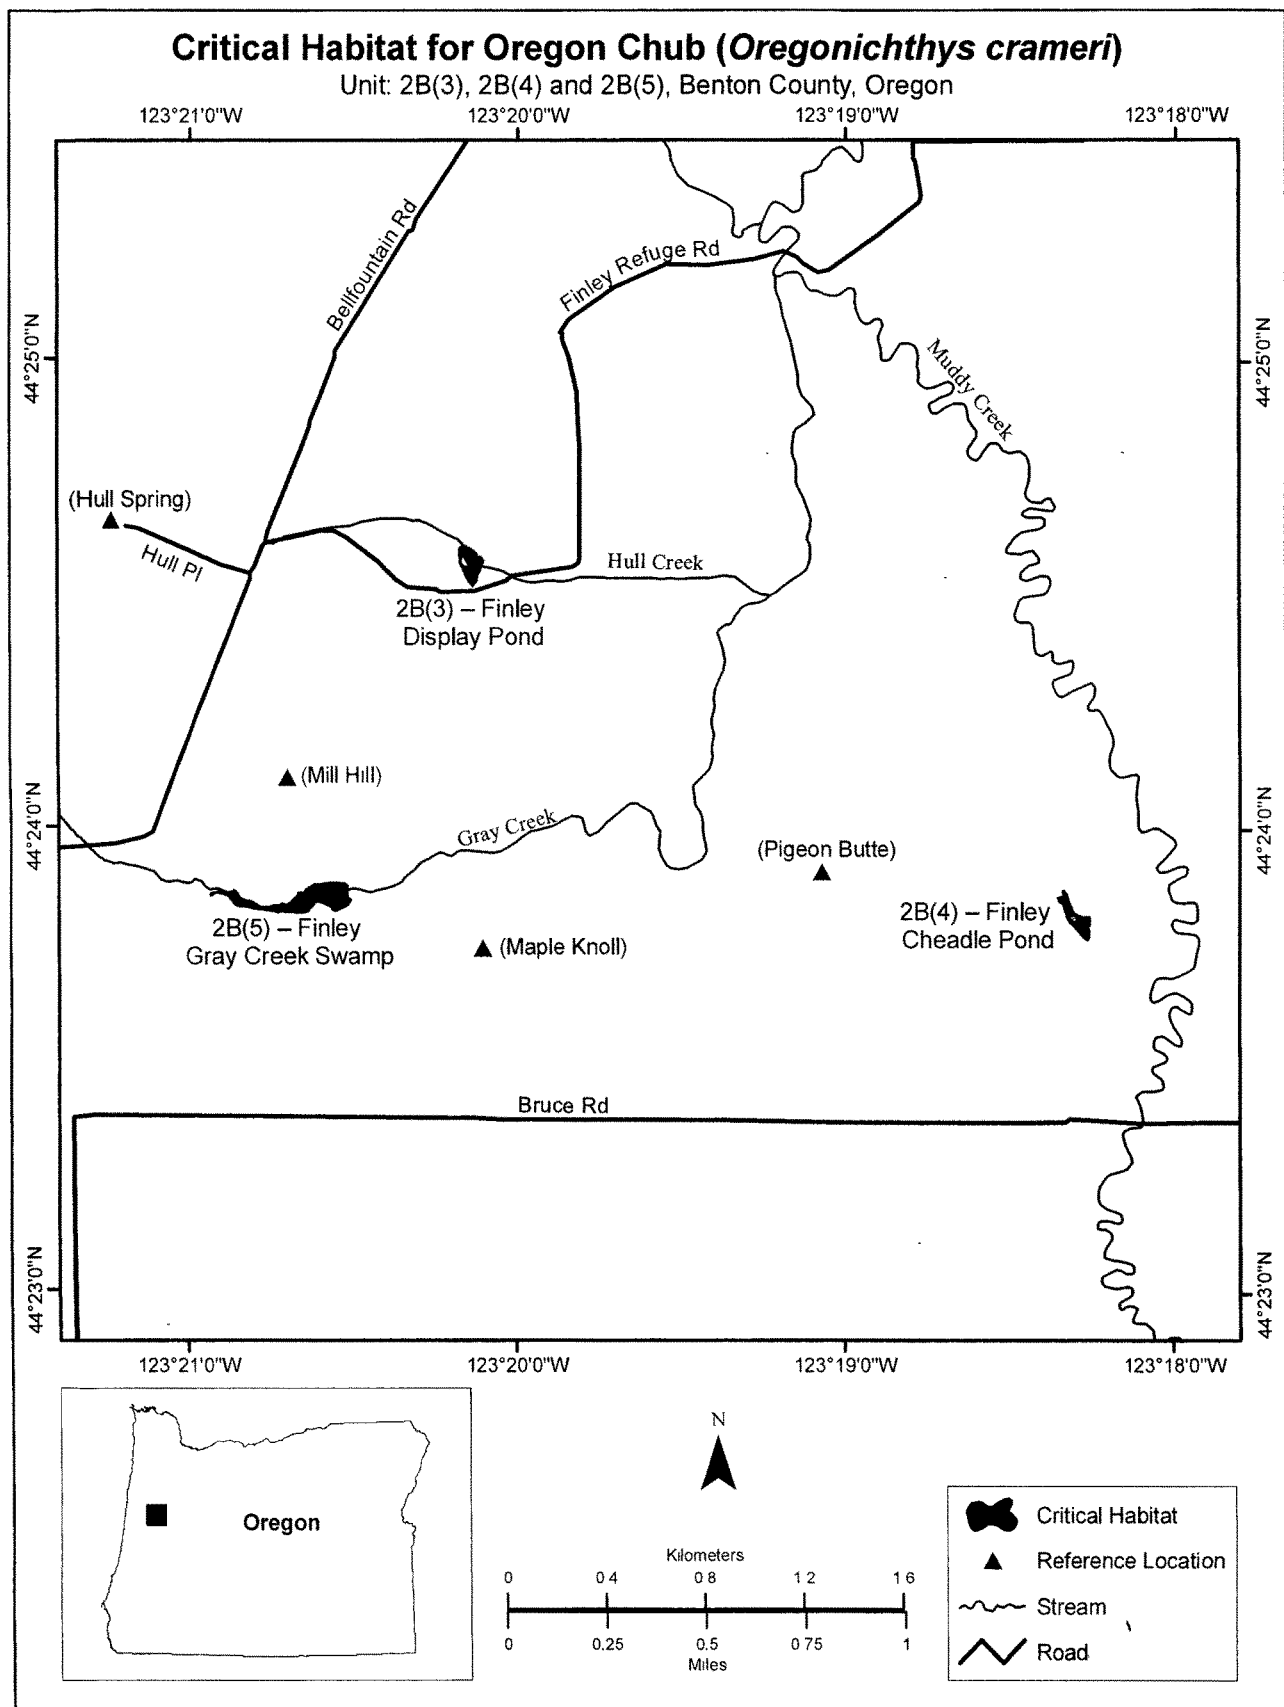 Critical Habitat for Oregon Chub (Oregonichthys crameri)
Unit: 2B(3), 2B(4) and 2B(5), Benton County, Oregon
123°21'0"W 123°20'0"W 123°19'0"W 123°18'0"W
Bellfountain Rd
Finley Refuge Rd
44°25'0"N
Muddy Creek
44°25'0"N
(Hull Spring)
Hull Pl
Hull Creek
2B(3) – Finley
Display Pond
(Mill Hill)
44°24'0"N
Gray Creek
(Pigeon Butte)
44°24'0"N
2B(5) – Finley
Gray Creek Swamp
(Maple Knoll)
2B(4) – Finley
Cheadle Pond
Bruce Rd
44°23'0"N
44°23'0"N
123°21'0"W 123°20'0"W 123°19'0"W 123°18'0"W
Oregon
N
Kilometers
0 0 4 0 8 1 2 1 6
0 0.25 0.5 0 75 1
Miles
Critical Habitat
Reference Location
Stream
Road